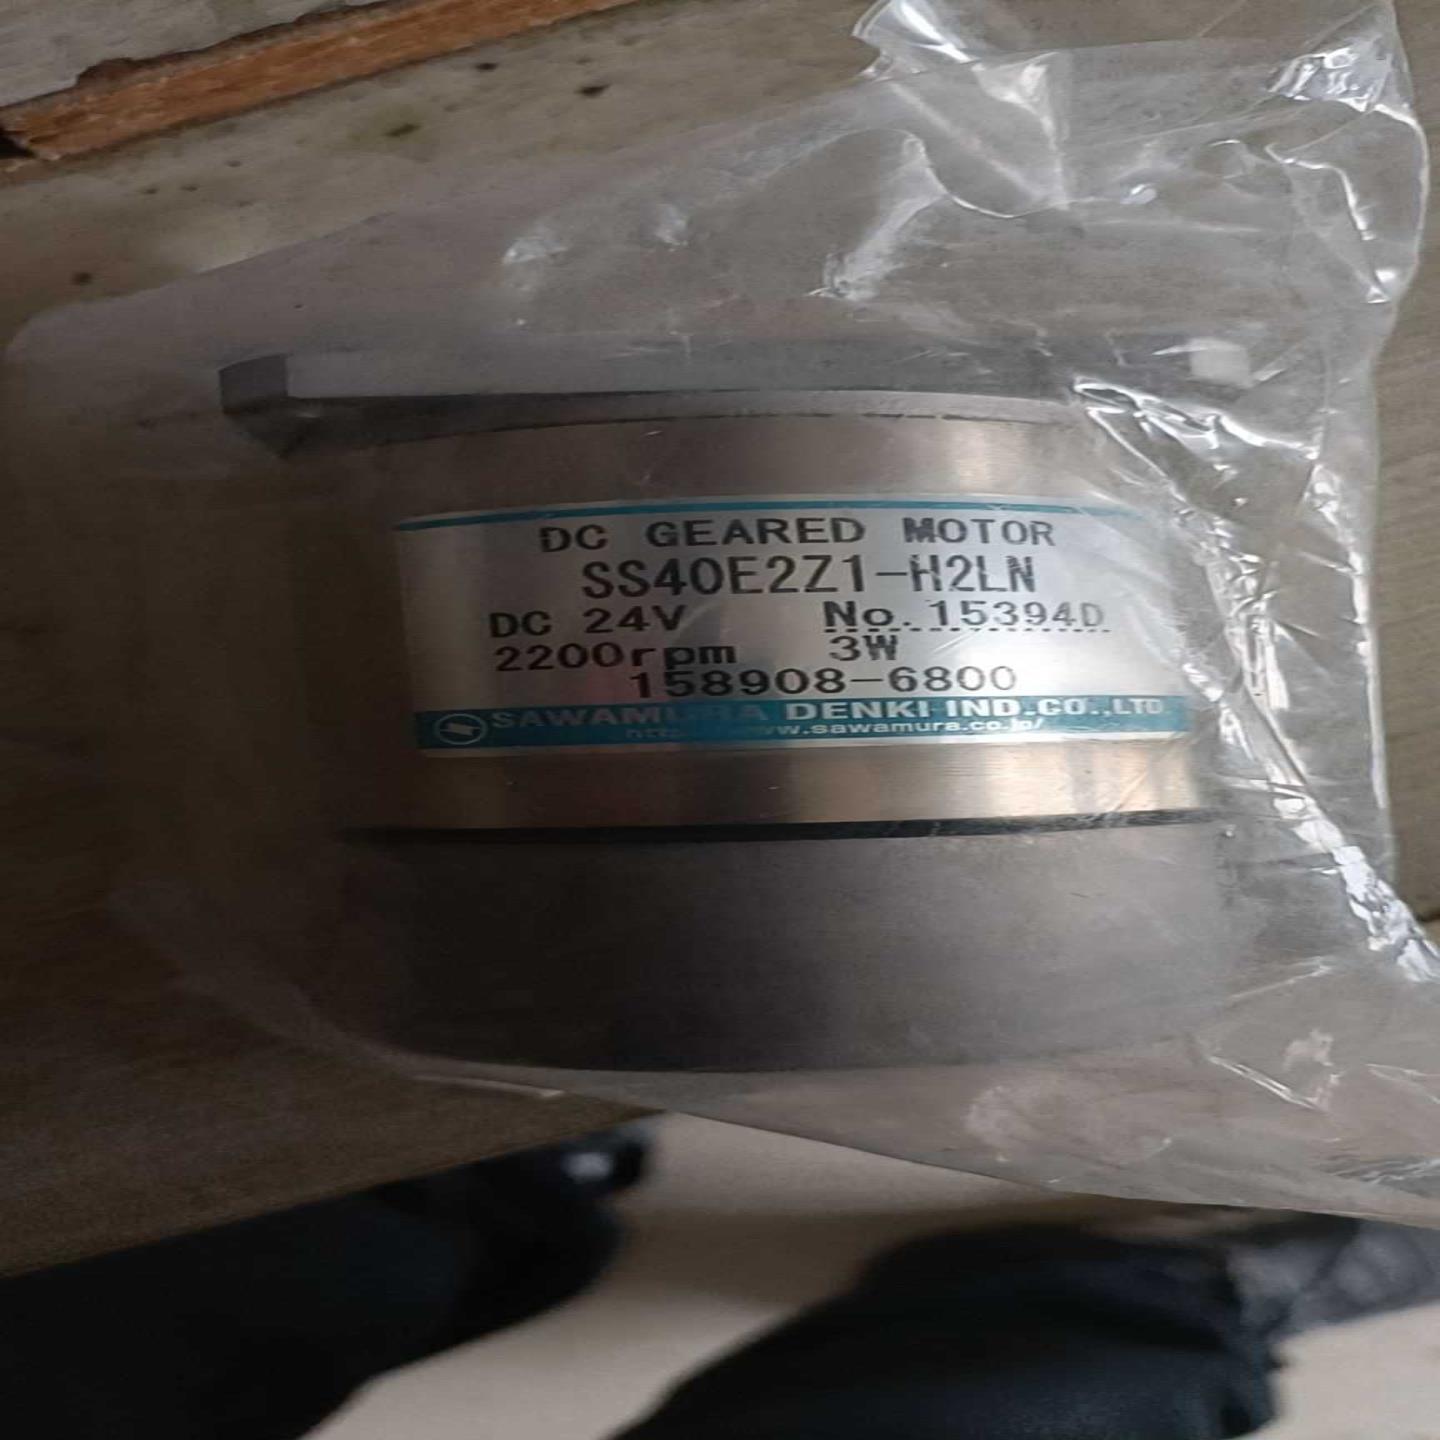 DC GEARED MOTOR
SS40E2Z1-H2LN
DC 24V No. 15394D
2200rpm 3W
158908-6800
SAWAMURA DENKI IND.CO.,LTD
www.sawamura.co.jp/